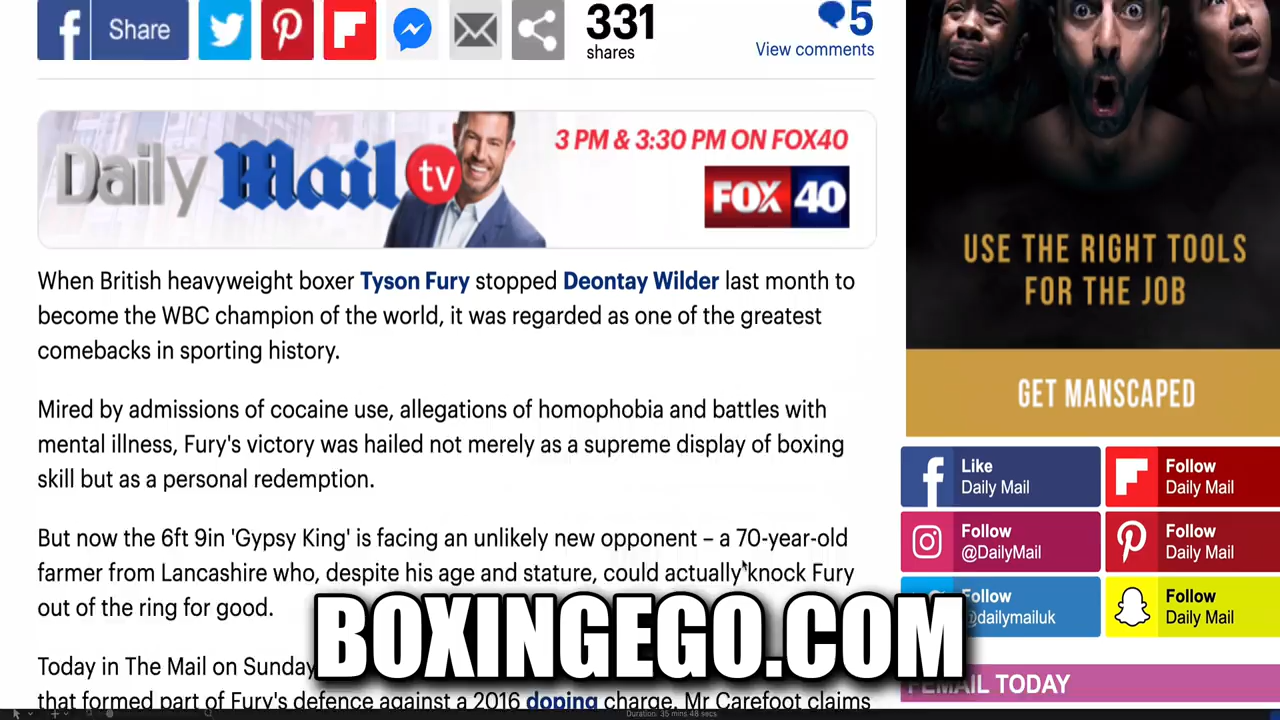 Share
331
shares
5
View comments
Daily Mail tv
3 PM & 3:30 PM ON FOX40
FOX 40
When British heavyweight boxer Tyson Fury stopped Deontay Wilder last month to
become the WBC champion of the world, it was regarded as one of the greatest
comebacks in sporting history.
Mired by admissions of cocaine use, allegations of homophobia and battles with
mental illness, Fury's victory was hailed not merely as a supreme display of boxing
skill but as a personal redemption.
But now the 6ft 9in 'Gypsy King' is facing an unlikely new opponent – a 70-year-old
farmer from Lancashire who, despite his age and stature, could actually knock Fury
out of the ring for good.
Today in The Mail on Sunday
that formed part of Fury's defence against a 2016 doping charge. Mr Carefoot claims
BOXINGEGO.COM
USE THE RIGHT TOOLS
FOR THE JOB
GET MANSCAPED
Like
Daily Mail
Follow
Daily Mail
Follow
@DailyMail
Follow
Daily Mail
Follow
@dailymailuk
Follow
Daily Mail
FEMAIL TODAY
Duration: 35 mins 48 secs